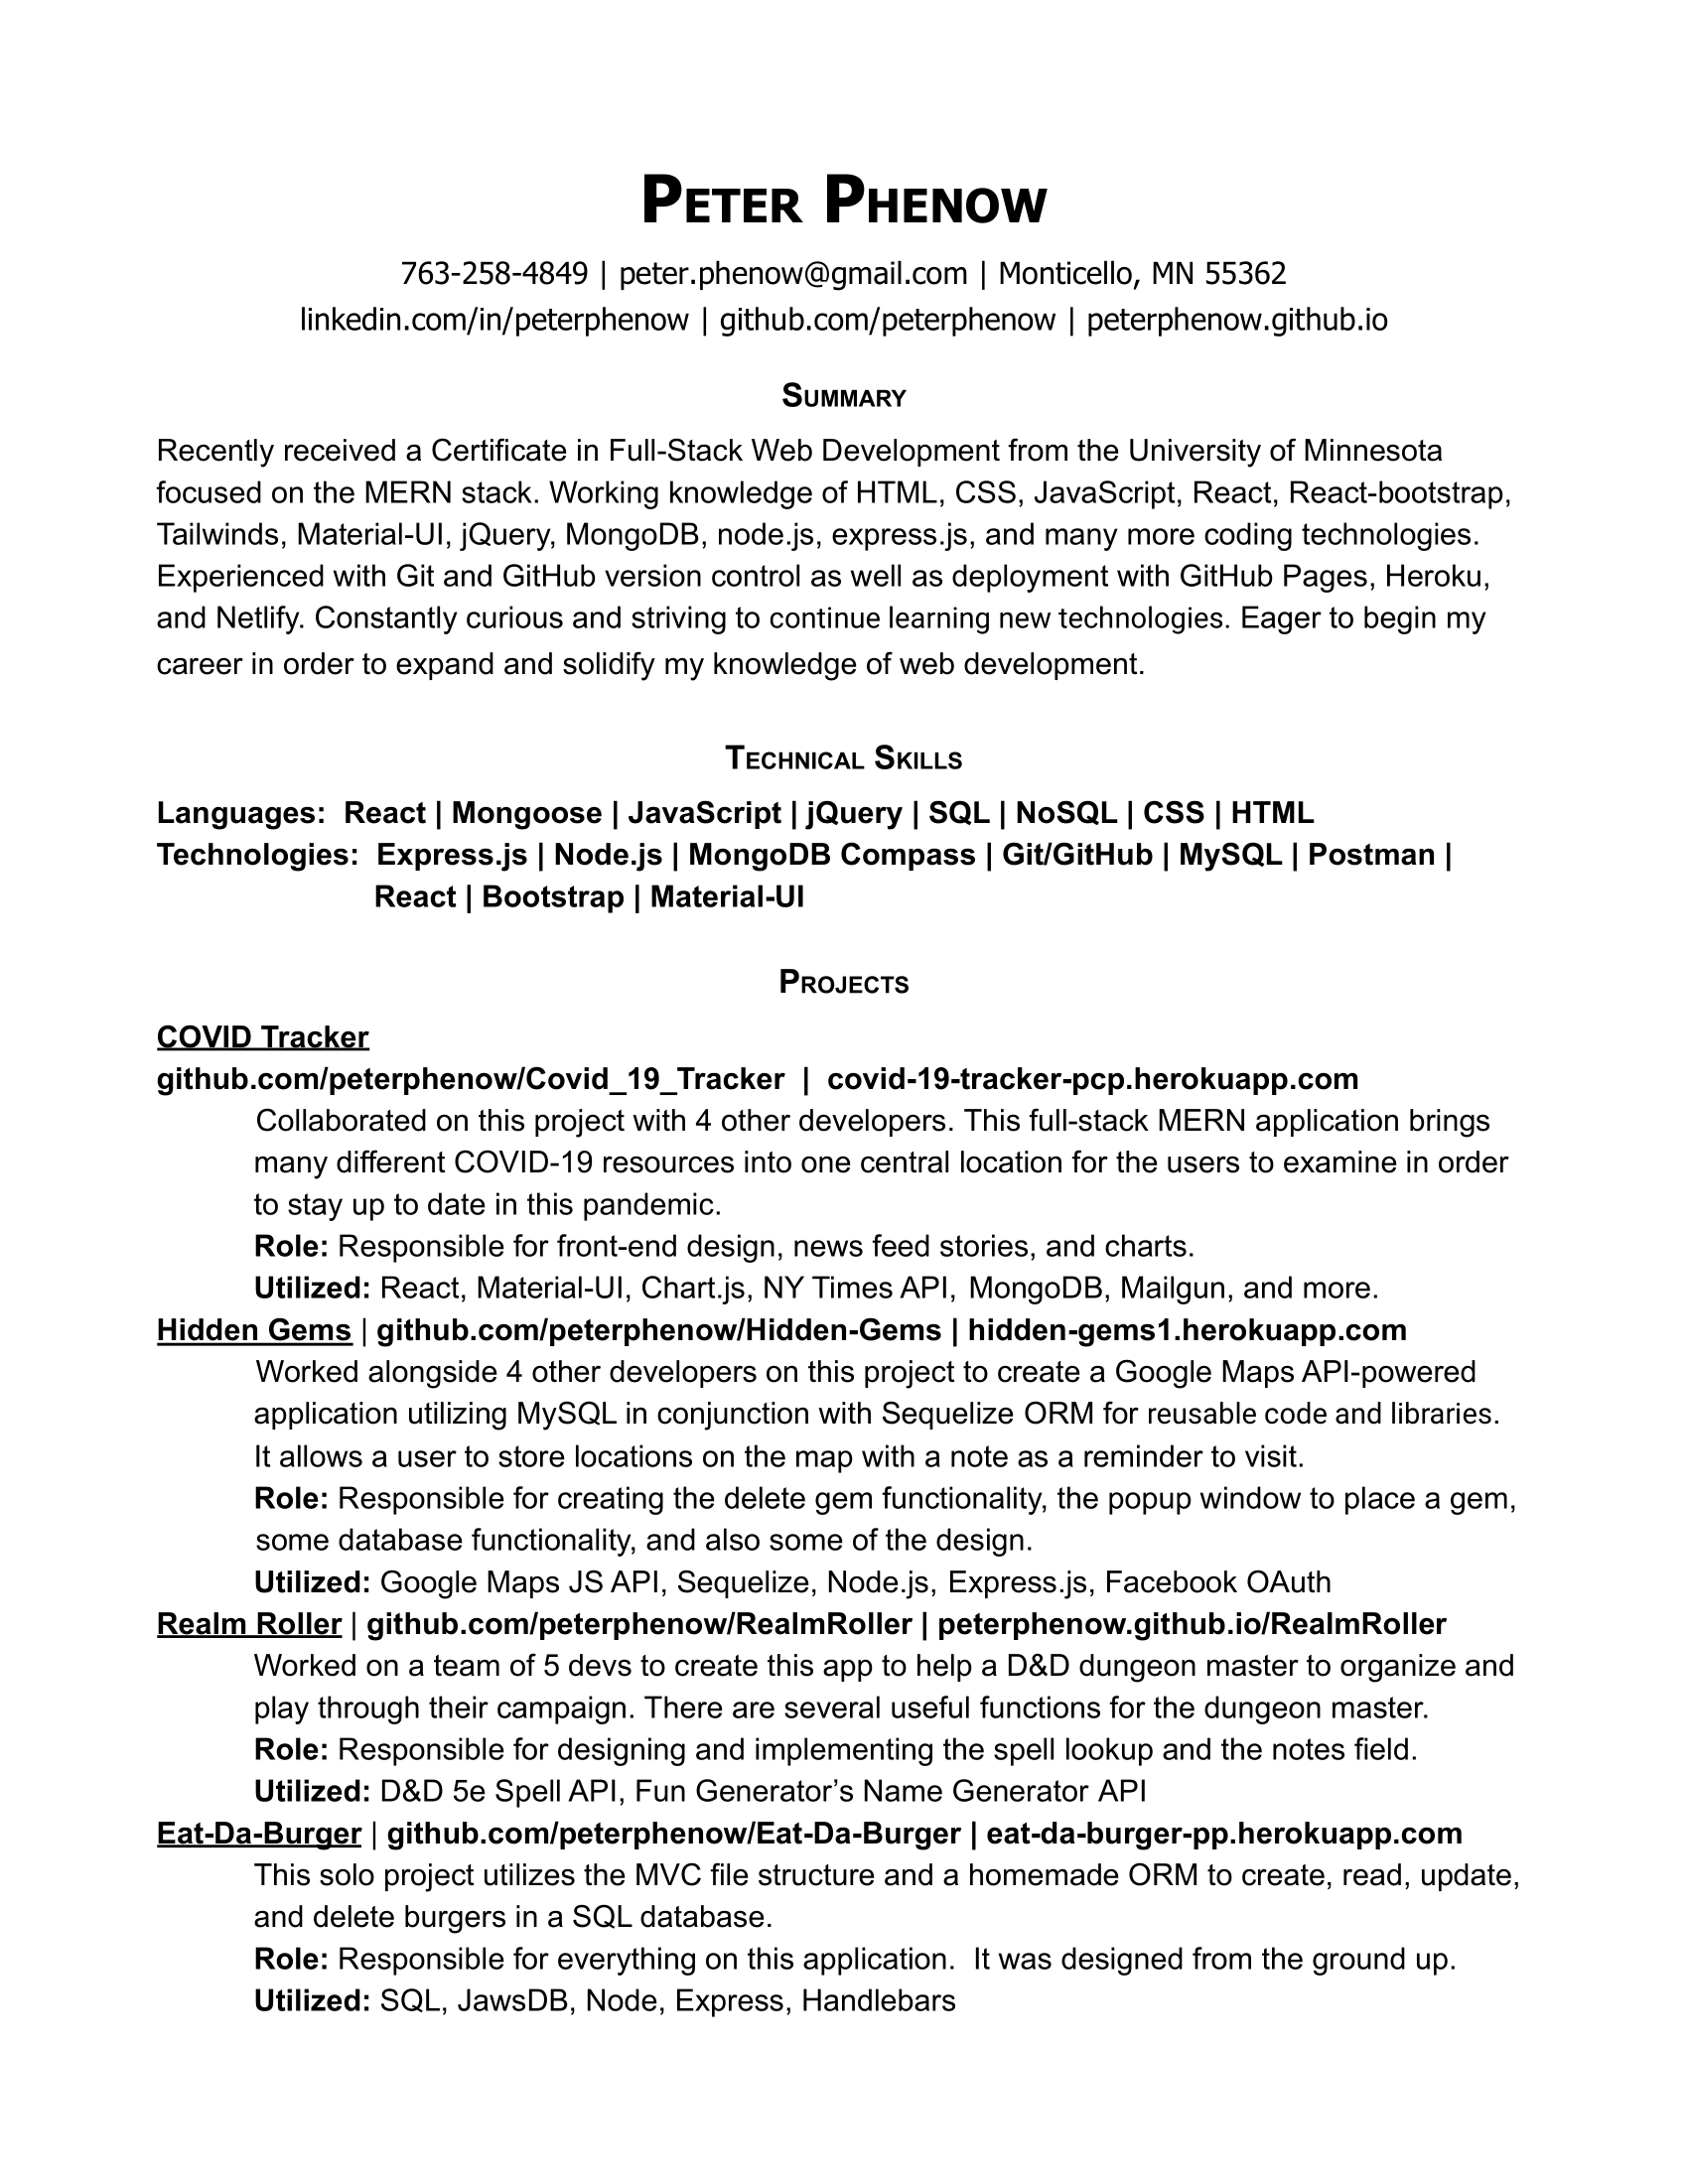 Peter Phenow
763-258-4849 | peter.phenow@gmail.com | Monticello, MN 55362
linkedin.com/in/peterphenow | github.com/peterphenow | peterphenow.github.io
Summary
Recently received a Certificate in Full-Stack Web Development from the University of Minnesota
focused on the MERN stack. Working knowledge of HTML, CSS, JavaScript, React, React-bootstrap,
Tailwinds, Material-UI, jQuery, MongoDB, node.js, express.js, and many more coding technologies.
Experienced with Git and GitHub version control as well as deployment with GitHub Pages, Heroku,
and Netlify. Constantly curious and striving to continue learning new technologies. Eager to begin my
career in order to expand and solidify my knowledge of web development.
Technical Skills
Languages: React | Mongoose | JavaScript | jQuery | SQL | NoSQL | CSS | HTML
Technologies: Express.js | Node.js | MongoDB Compass | Git/GitHub | MySQL | Postman |
React | Bootstrap | Material-UI
Projects
COVID Tracker
github.com/peterphenow/Covid_19_Tracker | covid-19-tracker-pcp.herokuapp.com
Collaborated on this project with 4 other developers. This full-stack MERN application brings
many different COVID-19 resources into one central location for the users to examine in order
to stay up to date in this pandemic.
Role: Responsible for front-end design, news feed stories, and charts.
Utilized: React, Material-UI, Chart.js, NY Times API, MongoDB, Mailgun, and more.
Hidden Gems | github.com/peterphenow/Hidden-Gems | hidden-gems1.herokuapp.com
Worked alongside 4 other developers on this project to create a Google Maps API-powered
application utilizing MySQL in conjunction with Sequelize ORM for reusable code and libraries.
It allows a user to store locations on the map with a note as a reminder to visit.
Role: Responsible for creating the delete gem functionality, the popup window to place a gem,
some database functionality, and also some of the design.
Utilized: Google Maps JS API, Sequelize, Node.js, Express.js, Facebook OAuth
Realm Roller | github.com/peterphenow/RealmRoller | peterphenow.github.io/RealmRoller
Worked on a team of 5 devs to create this app to help a D&D dungeon master to organize and
play through their campaign. There are several useful functions for the dungeon master.
Role: Responsible for designing and implementing the spell lookup and the notes field.
Utilized: D&D 5e Spell API, Fun Generator’s Name Generator API
Eat-Da-Burger | github.com/peterphenow/Eat-Da-Burger | eat-da-burger-pp.herokuapp.com
This solo project utilizes the MVC file structure and a homemade ORM to create, read, update,
and delete burgers in a SQL database.
Role: Responsible for everything on this application. It was designed from the ground up.
Utilized: SQL, JawsDB, Node, Express, Handlebars